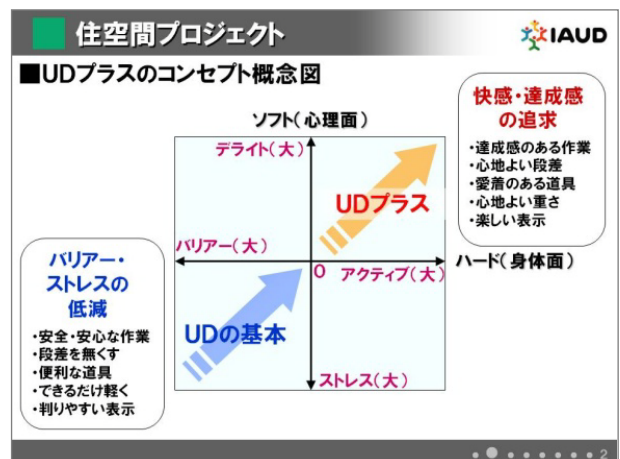 住空間プロジェクト
IAUD
■UDプラスのコンセプト概念図
快感・達成感
の追求
・達成感のある作業
・心地よい段差
・愛着のある道具
・心地よい重さ
・楽しい表示
ソフト(心理面)
デライト(大)
UDプラス
バリアー(大)
0
アクティブ(大)
ハード(身体面)
バリアー・
ストレスの
低減
・安全・安心な作業
・段差を無くす
・便利な道具
・できるだけ軽く
・判りやすい表示
UDの基本
ストレス(大)
2